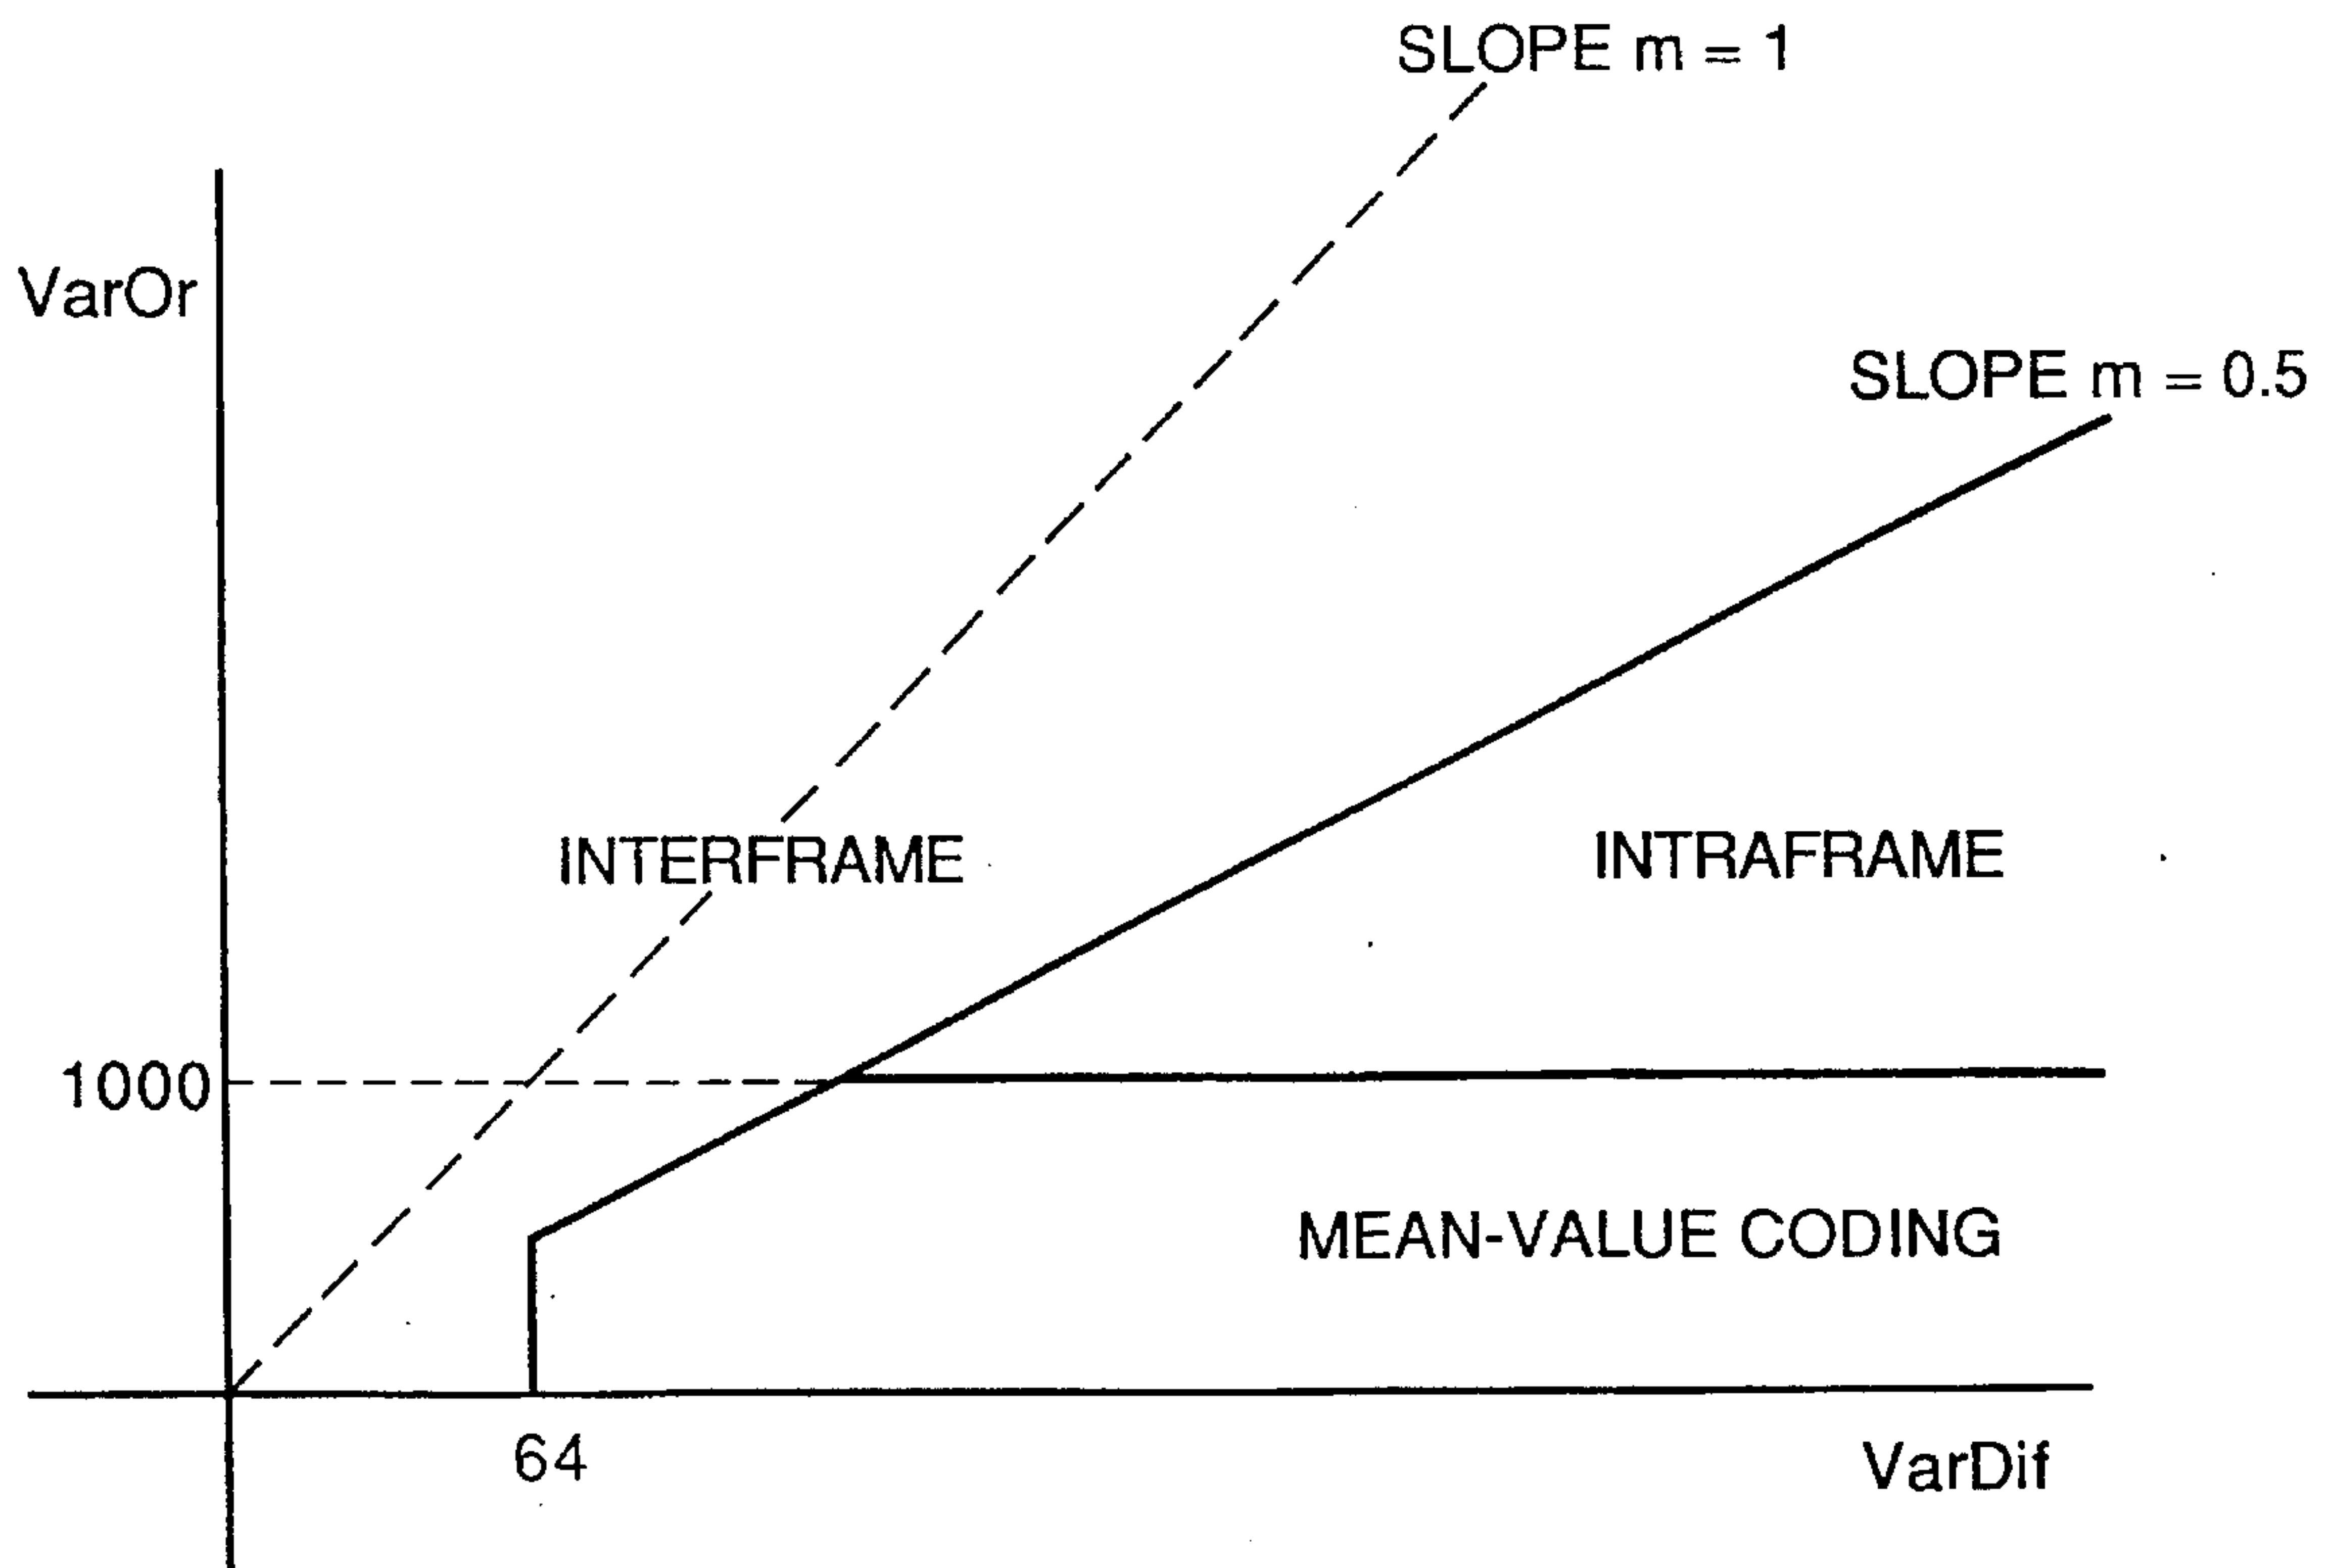 SLOPE m = 1
VarOr
SLOPE m = 0.5
INTERFRAME
INTRAFRAME
1000
MEAN-VALUE CODING
64
VarDif